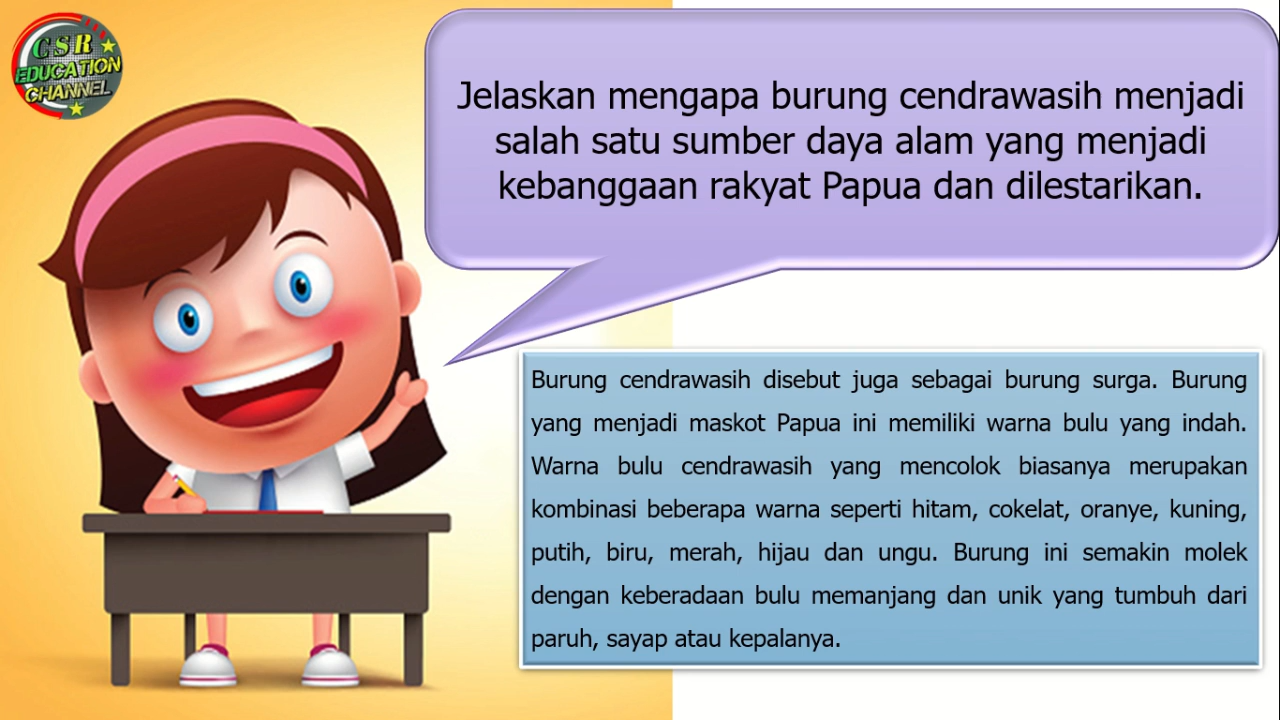 CSR
EDUCATION
CHANNEL
Jelaskan mengapa burung cendrawasih menjadi
salah satu sumber daya alam yang menjadi
kebanggaan rakyat Papua dan dilestarikan.
Burung cendrawasih disebut juga sebagai burung surga. Burung
yang menjadi maskot Papua ini memiliki warna bulu yang indah.
Warna bulu cendrawasih yang mencolok biasanya merupakan
kombinasi beberapa warna seperti hitam, cokelat, oranye, kuning,
putih, biru, merah, hijau dan ungu. Burung ini semakin molek
dengan keberadaan bulu memanjang dan unik yang tumbuh dari
paruh, sayap atau kepalanya.